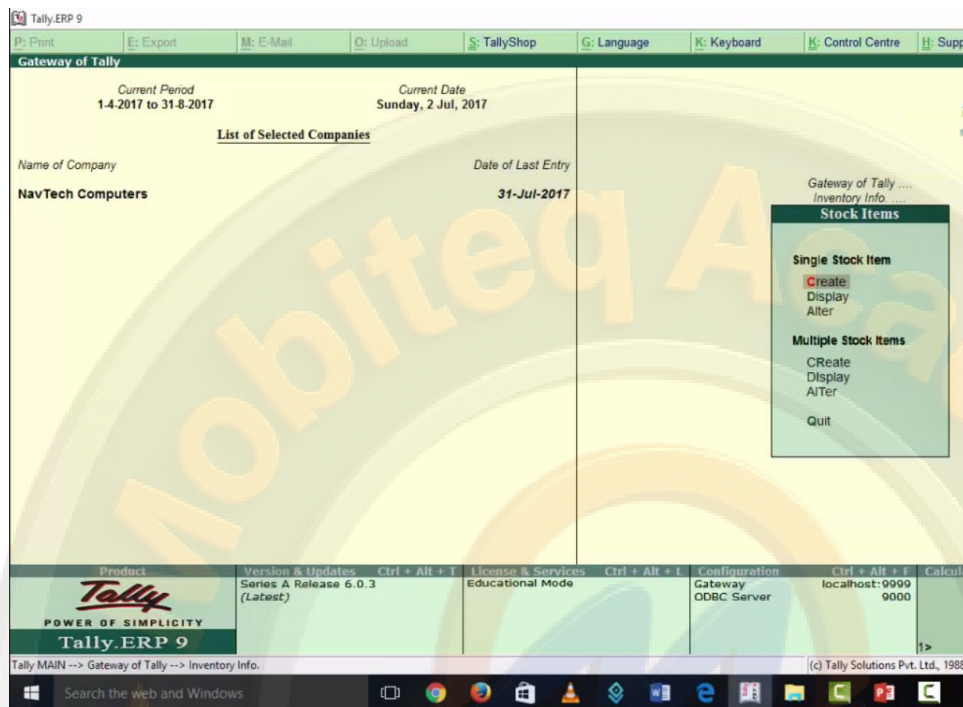 Tally.ERP 9
P: Print E: Export M: E-Mail O: Upload S: TallyShop G: Language K: Keyboard K: Control Centre H: Supp
Gateway of Tally
Current Period Current Date
1-4-2017 to 31-8-2017 Sunday, 2 Jul, 2017
List of Selected Companies
Name of Company Date of Last Entry
NavTech Computers 31-Jul-2017
Gateway of Tally ....
Inventory Info. ....
Stock Items
Single Stock Item
Create
Display
Alter
Multiple Stock Items
CReate
DIsplay
AlTer
Quit
Mobiteq Aca
Product Version & Updates Ctrl + Alt + T License & Services Ctrl + Alt + L Configuration Ctrl + Alt + F Calcul
Tally
POWER OF SIMPLICITY
Tally.ERP 9
Series A Release 6.0.3
(Latest)
Educational Mode
Gateway localhost:9999
ODBC Server 9000
1>
Tally MAIN --> Gateway of Tally --> Inventory Info. (c) Tally Solutions Pvt. Ltd., 1988
Search the web and Windows